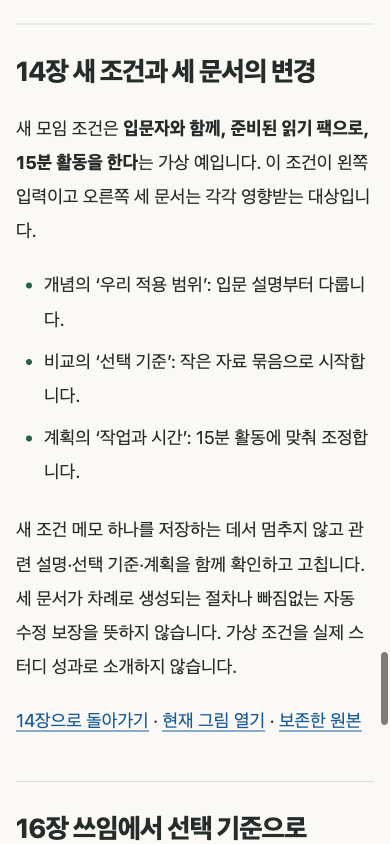 14장 새 조건과 세 문서의 변경
새 모임 조건은 입문자와 함께, 준비된 읽기 팩으로,
15분 활동을 한다는 가상 예입니다. 이 조건이 왼쪽
입력이고 오른쪽 세 문서는 각각 영향받는 대상입니
다.
• 개념의 ‘우리 적용 범위’: 입문 설명부터 다룹니
다.
• 비교의 ‘선택 기준’: 작은 자료 묶음으로 시작합
니다.
• 계획의 ‘작업과 시간’: 15분 활동에 맞춰 조정합
니다.
새 조건 메모 하나를 저장하는 데서 멈추지 않고 관
련 설명·선택 기준·계획을 함께 확인하고 고칩니다.
세 문서가 차례로 생성되는 절차나 빠짐없는 자동
수정 보장을 뜻하지 않습니다. 가상 조건을 실제 스
터디 성과로 소개하지 않습니다.
14장으로 돌아가기 · 현재 그림 열기 · 보존한 원본
16장 쓰임에서 선택 기준으로